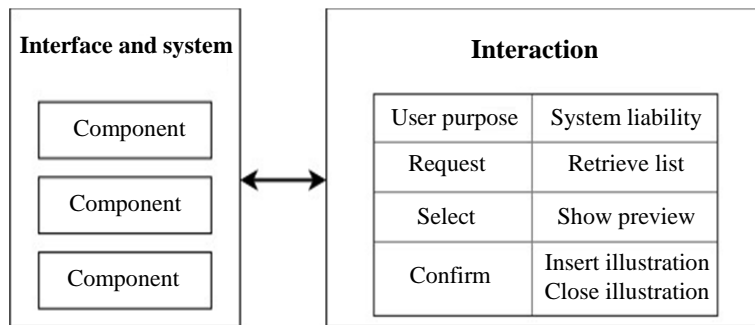 Interface and system
Component
Component
Component
Interaction
User purpose System liability
Request Retrieve list
Select Show preview
Confirm Insert illustration
Close illustration